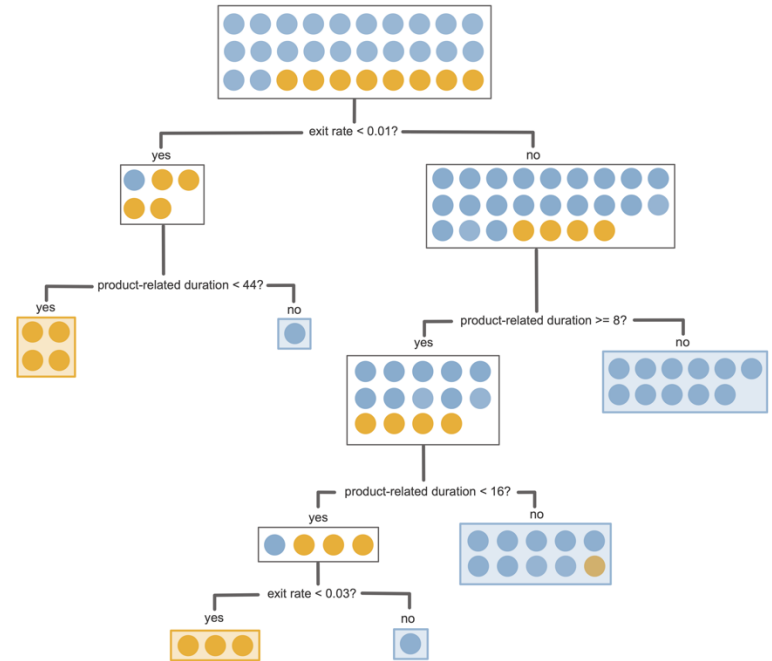 exit rate < 0.01?
yes
no
product-related duration < 44?
yes
no
product-related duration >= 8?
yes
no
product-related duration < 16?
yes
no
exit rate < 0.03?
yes
no